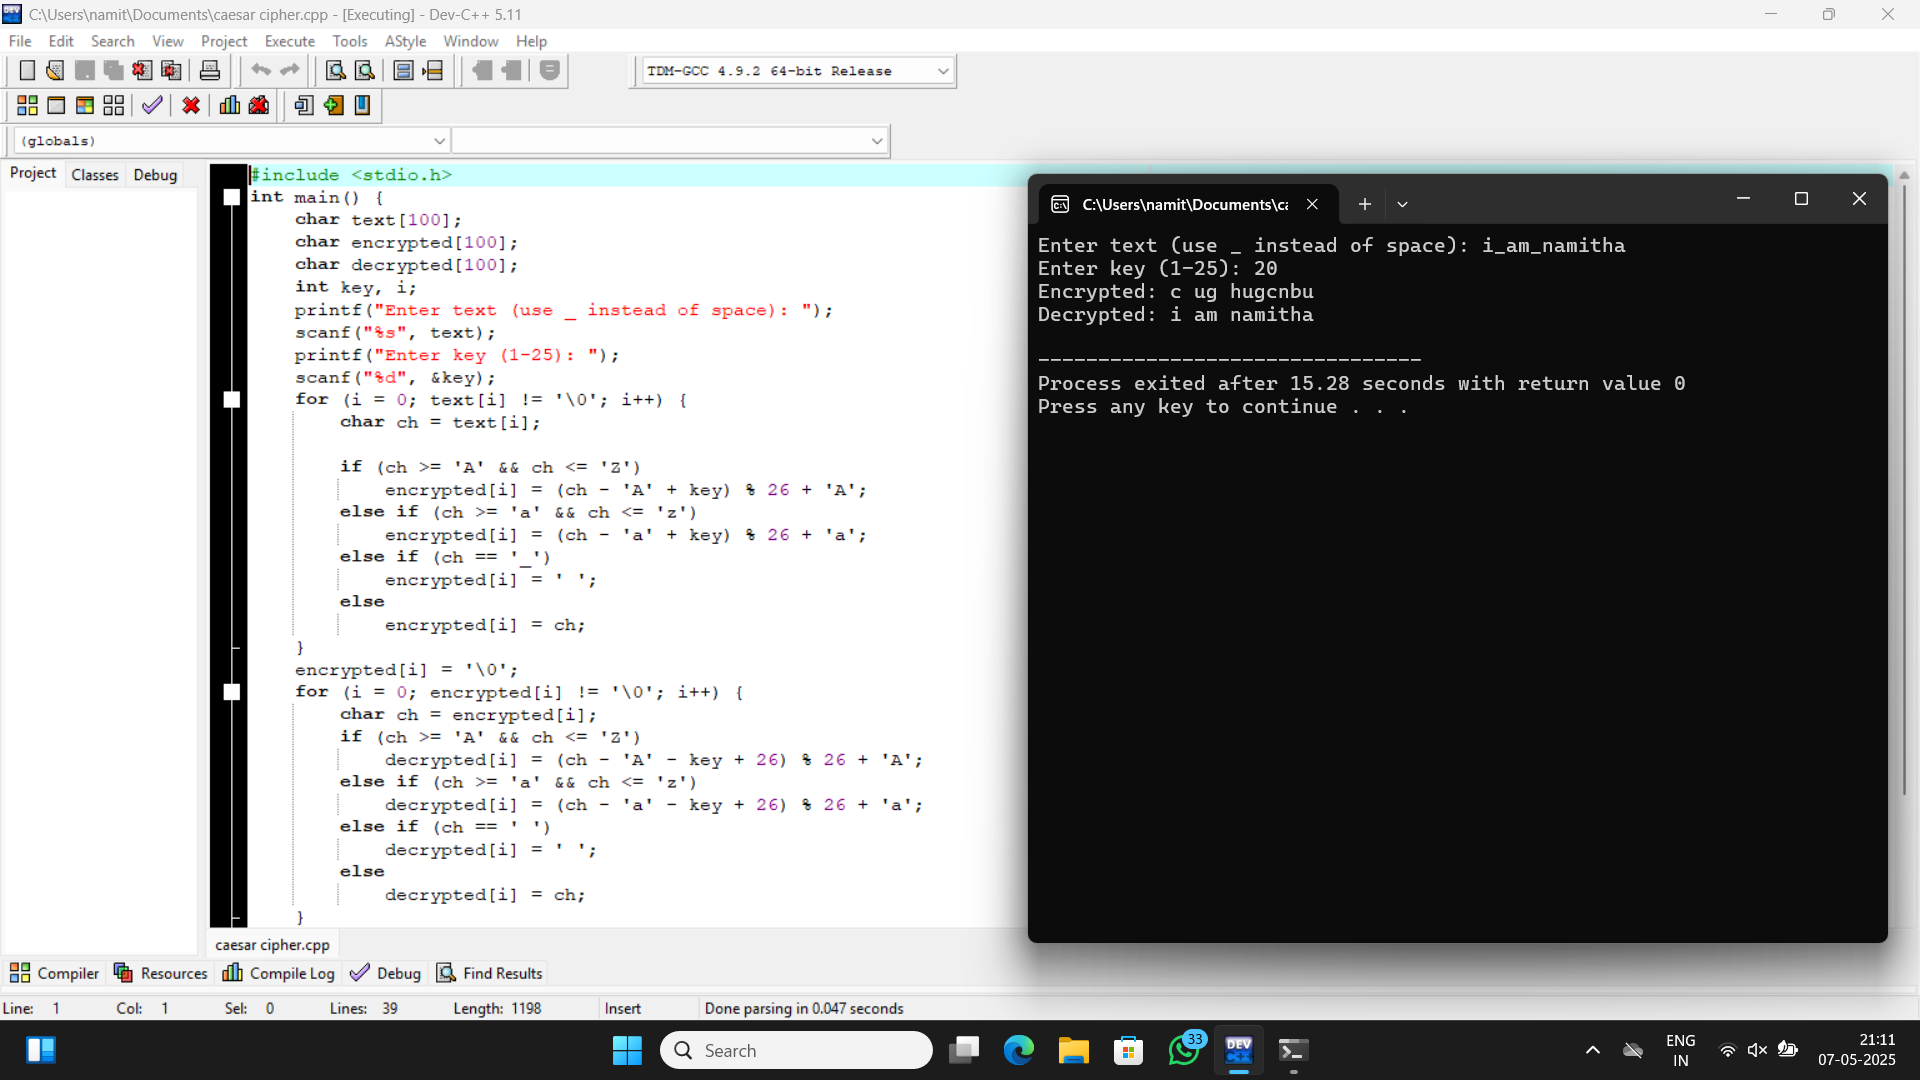 C:\Users\namit\Documents\caesar cipher.cpp - [Executing] - Dev-C++ 5.11
File Edit Search View Project Execute Tools AStyle Window Help
TDM-GCC 4.9.2 64-bit Release
(globals)
Project Classes Debug
#include <stdio.h>
int main() {
    char text[100];
    char encrypted[100];
    char decrypted[100];
    int key, i;
    printf("Enter text (use _ instead of space): ");
    scanf("%s", text);
    printf("Enter key (1-25): ");
    scanf("%d", &key);
    for (i = 0; text[i] != '\0'; i++) {
        char ch = text[i];
        if (ch >= 'A' && ch <= 'Z')
            encrypted[i] = (ch - 'A' + key) % 26 + 'A';
        else if (ch >= 'a' && ch <= 'z')
            encrypted[i] = (ch - 'a' + key) % 26 + 'a';
        else if (ch == '_')
            encrypted[i] = ' ';
        else
            encrypted[i] = ch;
    }
    encrypted[i] = '\0';
    for (i = 0; encrypted[i] != '\0'; i++) {
        char ch = encrypted[i];
        if (ch >= 'A' && ch <= 'Z')
            decrypted[i] = (ch - 'A' - key + 26) % 26 + 'A';
        else if (ch >= 'a' && ch <= 'z')
            decrypted[i] = (ch - 'a' - key + 26) % 26 + 'a';
        else if (ch == ' ')
            decrypted[i] = ' ';
        else
            decrypted[i] = ch;
    }
C:\Users\namit\Documents\ca
Enter text (use _ instead of space): i_am_namitha
Enter key (1-25): 20
Encrypted: c ug hugcnbu
Decrypted: i am namitha
--------------------------------
Process exited after 15.28 seconds with return value 0
Press any key to continue . . .
caesar cipher.cpp
Compiler Resources Compile Log Debug Find Results
Line: 1 Col: 1 Sel: 0 Lines: 39 Length: 1198 Insert Done parsing in 0.047 seconds
Search
33
DEV C++
ENG
IN
21:11
07-05-2025